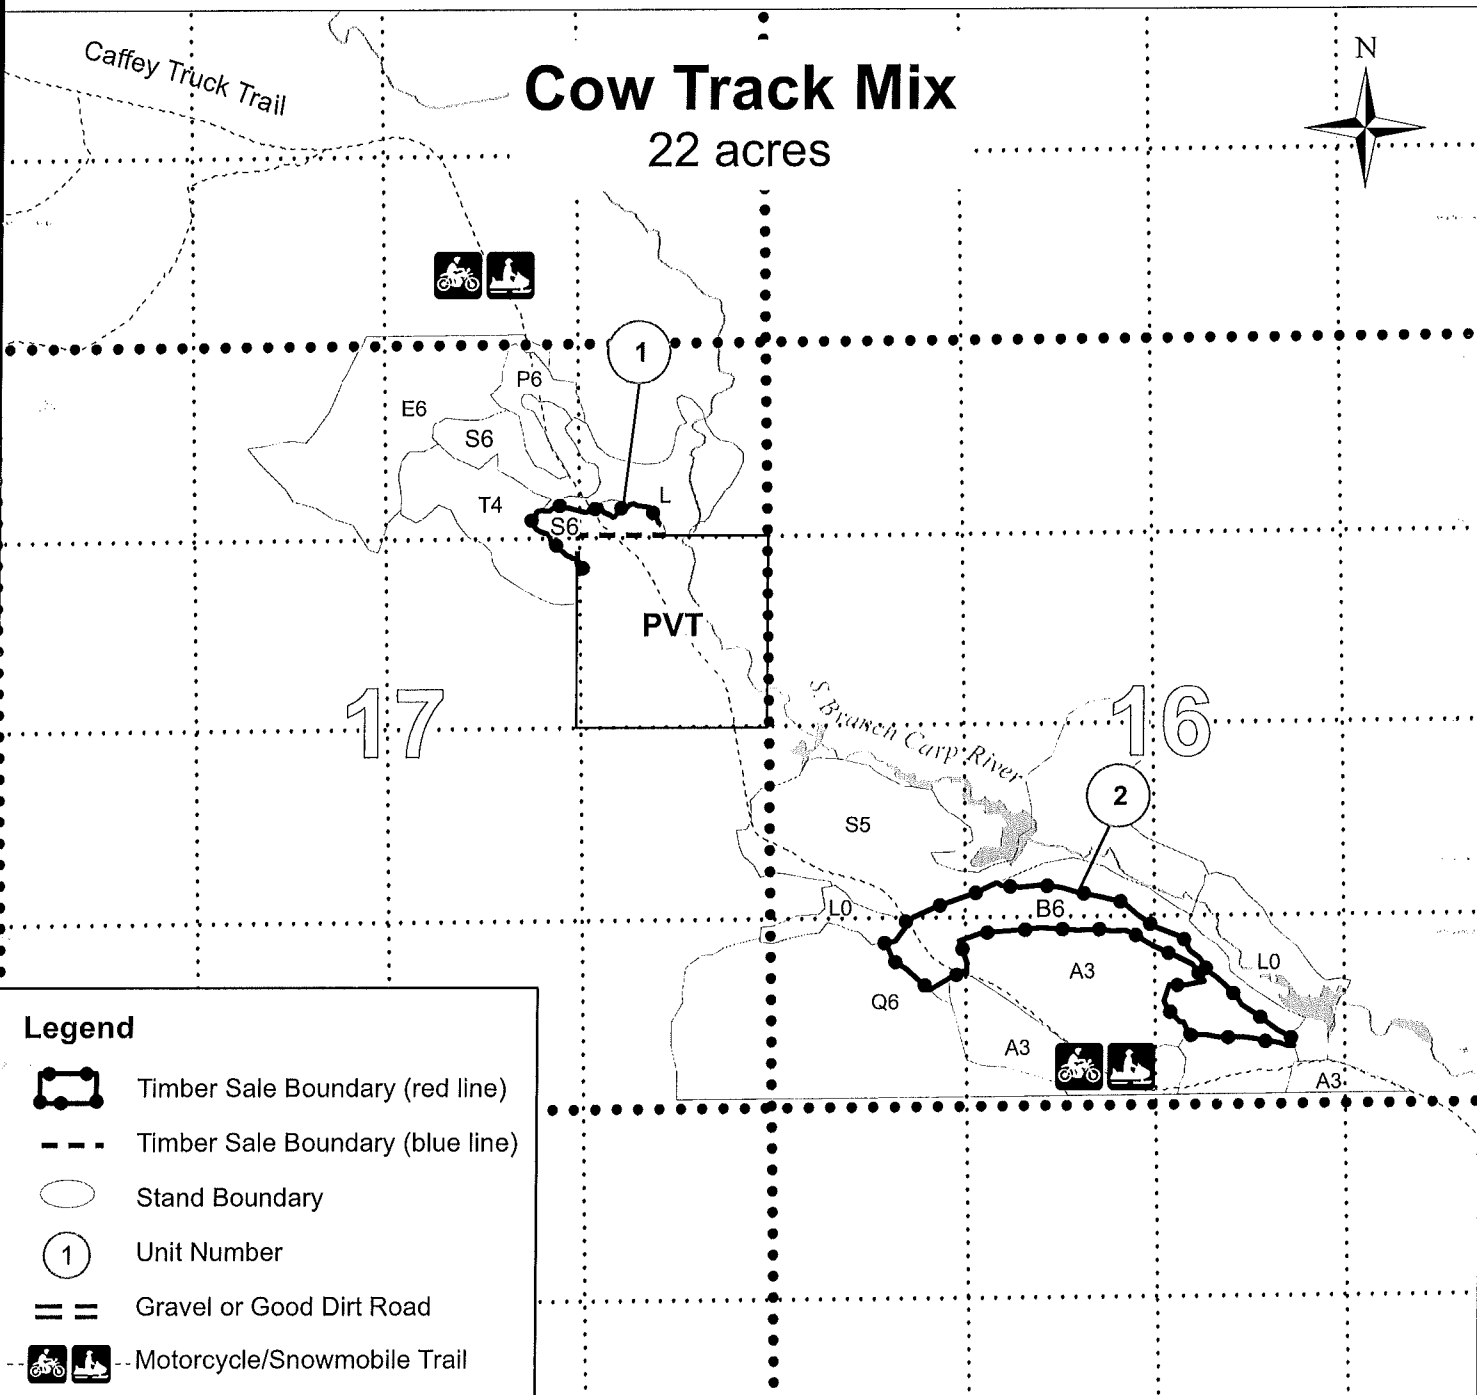 Caffey Truck Trail
Cow Track Mix
22 acres
N
1
P6
E6
S6
L
T4
S6
PVT
17
16
S. Branch Carp River
2
S5
B6
L0
L0
A3
Q6
A3
A3
Legend
Timber Sale Boundary (red line)
Timber Sale Boundary (blue line)
Stand Boundary
1 Unit Number
Gravel or Good Dirt Road
Motorcycle/Snowmobile Trail